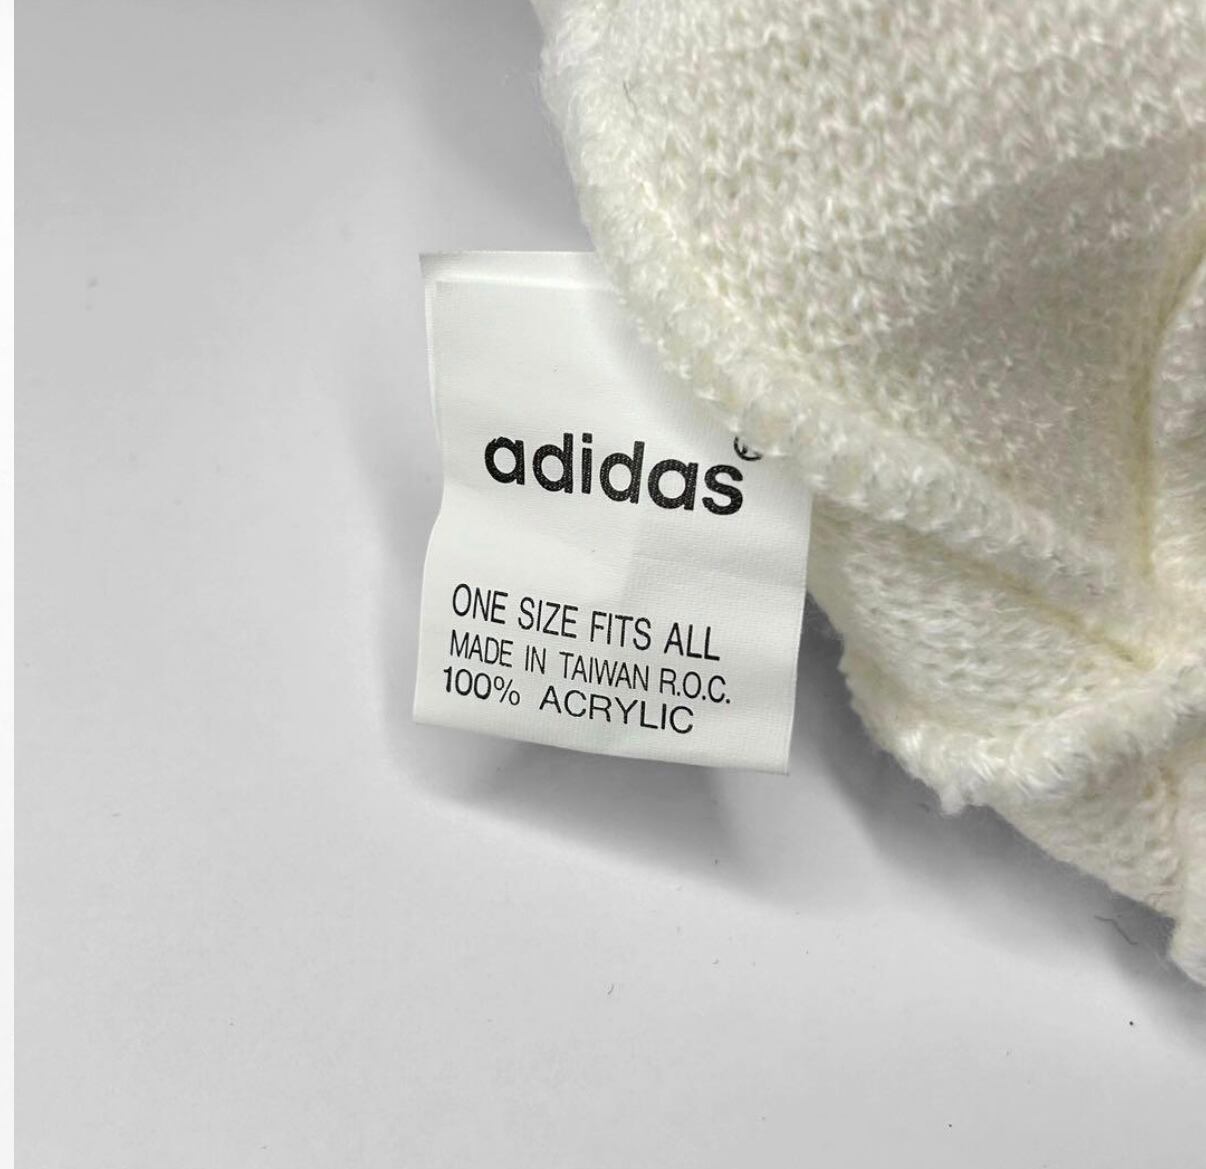 adidas®
ONE SIZE FITS ALL
MADE IN TAIWAN R.O.C.
100% ACRYLIC